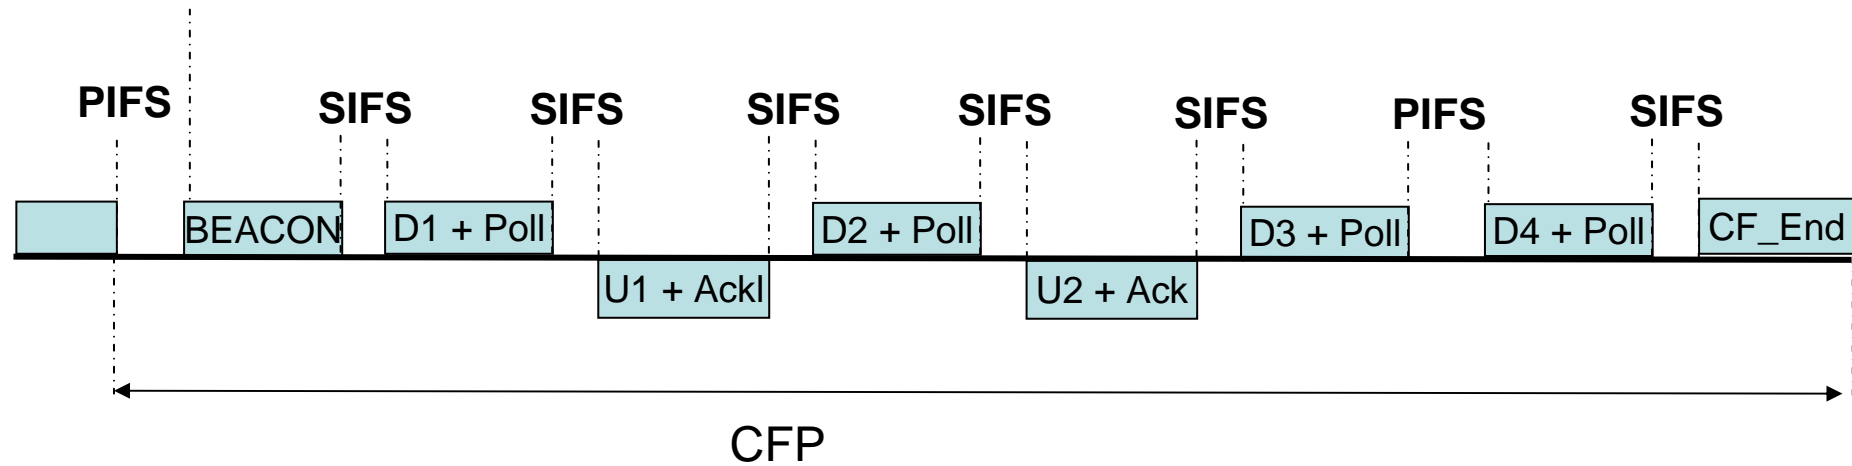 PIFS
SIFS
SIFS
SIFS
SIFS
SIFS
PIFS
SIFS
BEACON
D1 + Poll
D2 + Poll
D3 + Poll
D4 + Poll
CF_End
U1 + Ackl
U2 + Ack
CFP